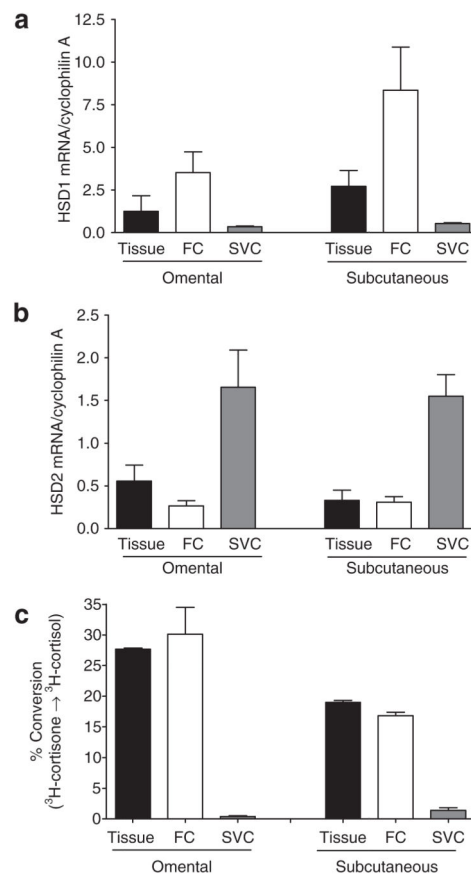 a
HSD1 mRNA/cyclophilin A
12.5
10.0
7.5
5.0
2.5
0.0
Tissue FC SVC Tissue FC SVC
Omental Subcutaneous
b
HSD2 mRNA/cyclophilin A
2.5
2.0
1.5
1.0
0.5
0.0
Tissue FC SVC Tissue FC SVC
Omental Subcutaneous
c
% Conversion
(³H-cortisone → ³H-cortisol)
35
30
25
20
15
10
5
0
Tissue FC SVC Tissue FC SVC
Omental Subcutaneous